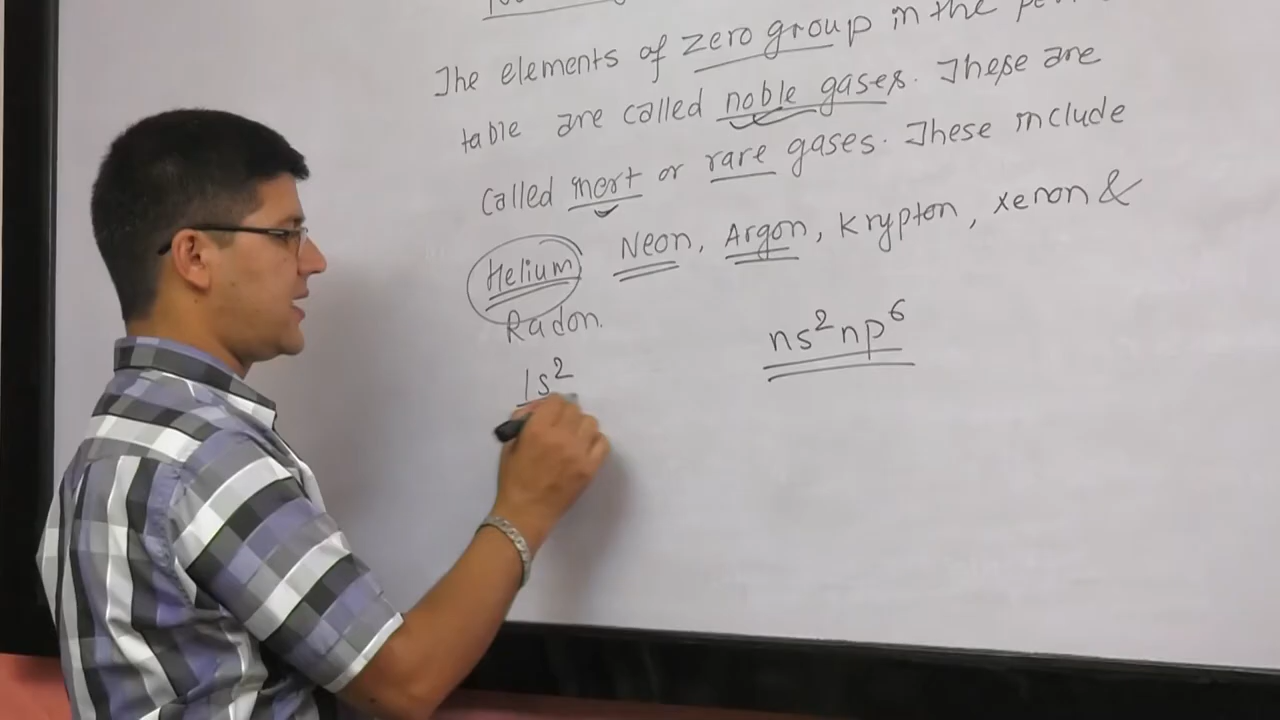 The elements of zero group in the
table are called noble gases. These are
called inert or rare gases. These include
Helium Neon, Argon, Krypton, xenon &
Radon.
ns²np⁶
1s²